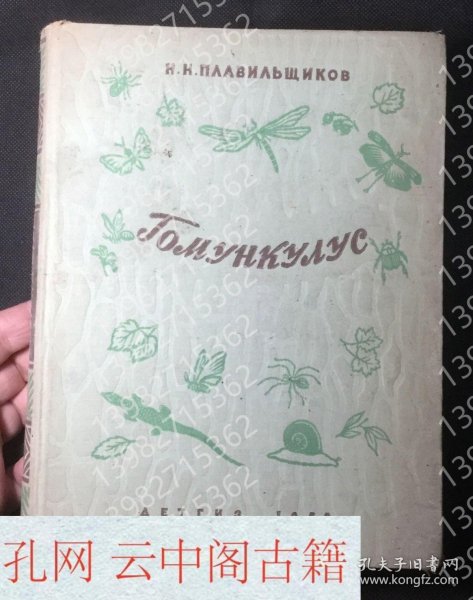 Н.Н.ПЛАВИЛЬЩИКОВ
Гомункулус
ДЕТГИЗ
13982715362
孔网 云中阁古籍
孔夫子旧书网
www.kongfz.com